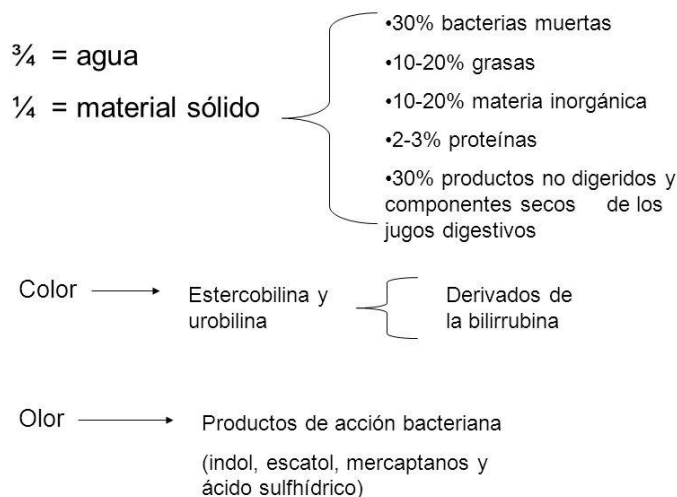 ¾ = agua
¼ = material sólido
•30% bacterias muertas
•10-20% grasas
•10-20% materia inorgánica
•2-3% proteínas
•30% productos no digeridos y
componentes secos de los
jugos digestivos
Color
Estercobilina y
urobilina
Derivados de
la bilirrubina
Olor
Productos de acción bacteriana
(indol, escatol, mercaptanos y
ácido sulfhídrico)